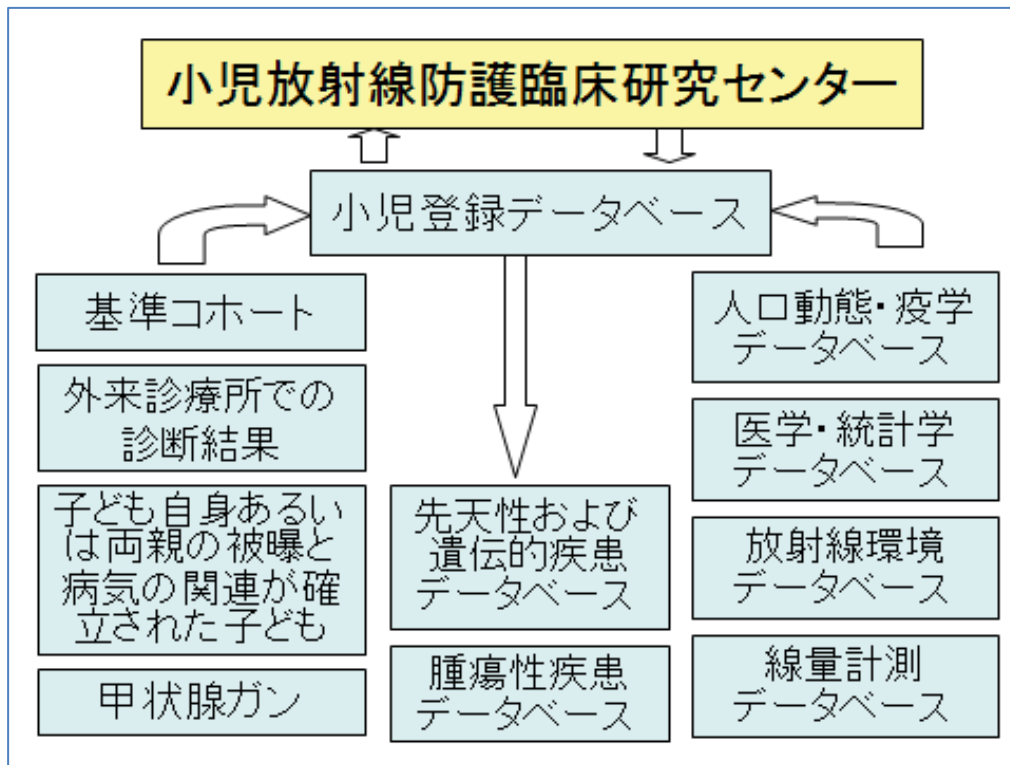 小児放射線防護臨床研究センター
小児登録データベース
基準コホート
外来診療所での
診断結果
子ども自身あるい
は両親の被曝と
病気の関連が確
立された子ども
甲状腺ガン
先天性および
遺伝的疾患
データベース
腫瘍性疾患
データベース
人口動態・疫学
データベース
医学・統計学
データベース
放射線環境
データベース
線量計測
データベース